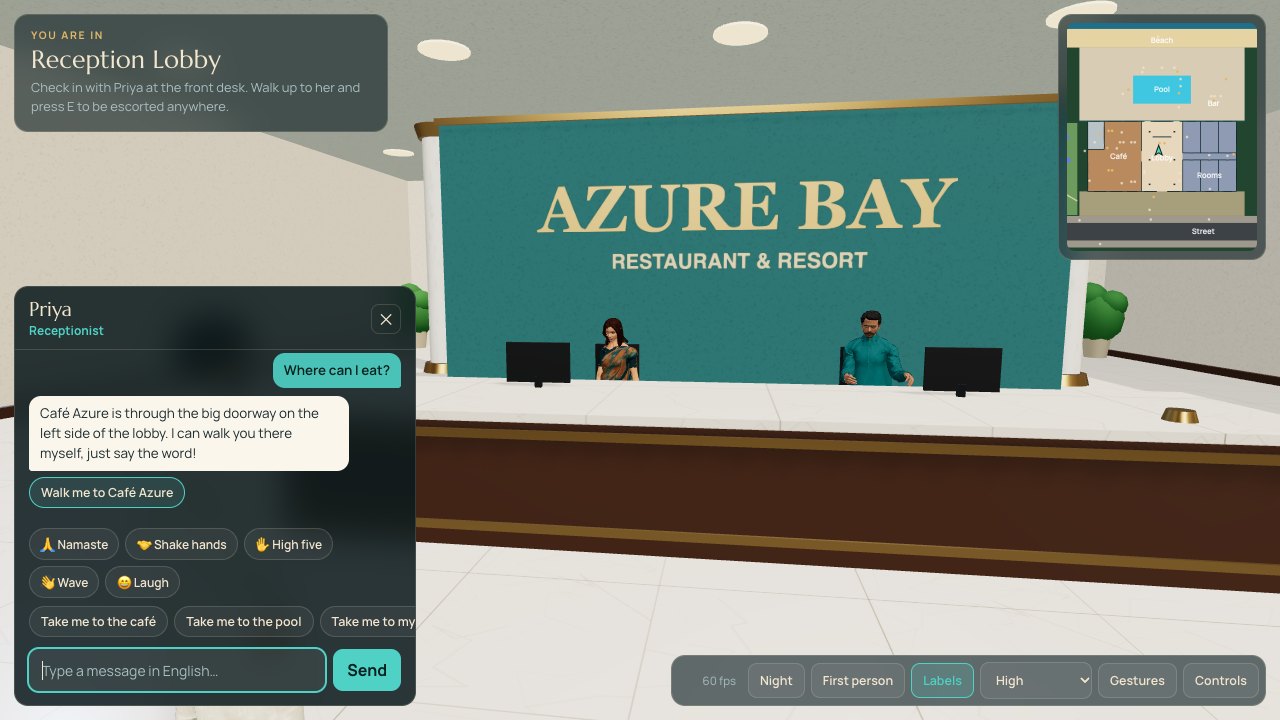 YOU ARE IN
Reception Lobby
Check in with Priya at the front desk. Walk up to her and
press E to be escorted anywhere.
Beach
Pool
Bar
Café
Rooms
Street
AZURE BAY
RESTAURANT & RESORT
Priya
Receptionist
Where can I eat?
Café Azure is through the big doorway on the
left side of the lobby. I can walk you there
myself, just say the word!
Walk me to Café Azure
🙏 Namaste
🤝 Shake hands
✋ High five
👋 Wave
😄 Laugh
Take me to the café
Take me to the pool
Take me to my
Type a message in English…
Send
60 fps
Night
First person
Labels
High
Gestures
Controls